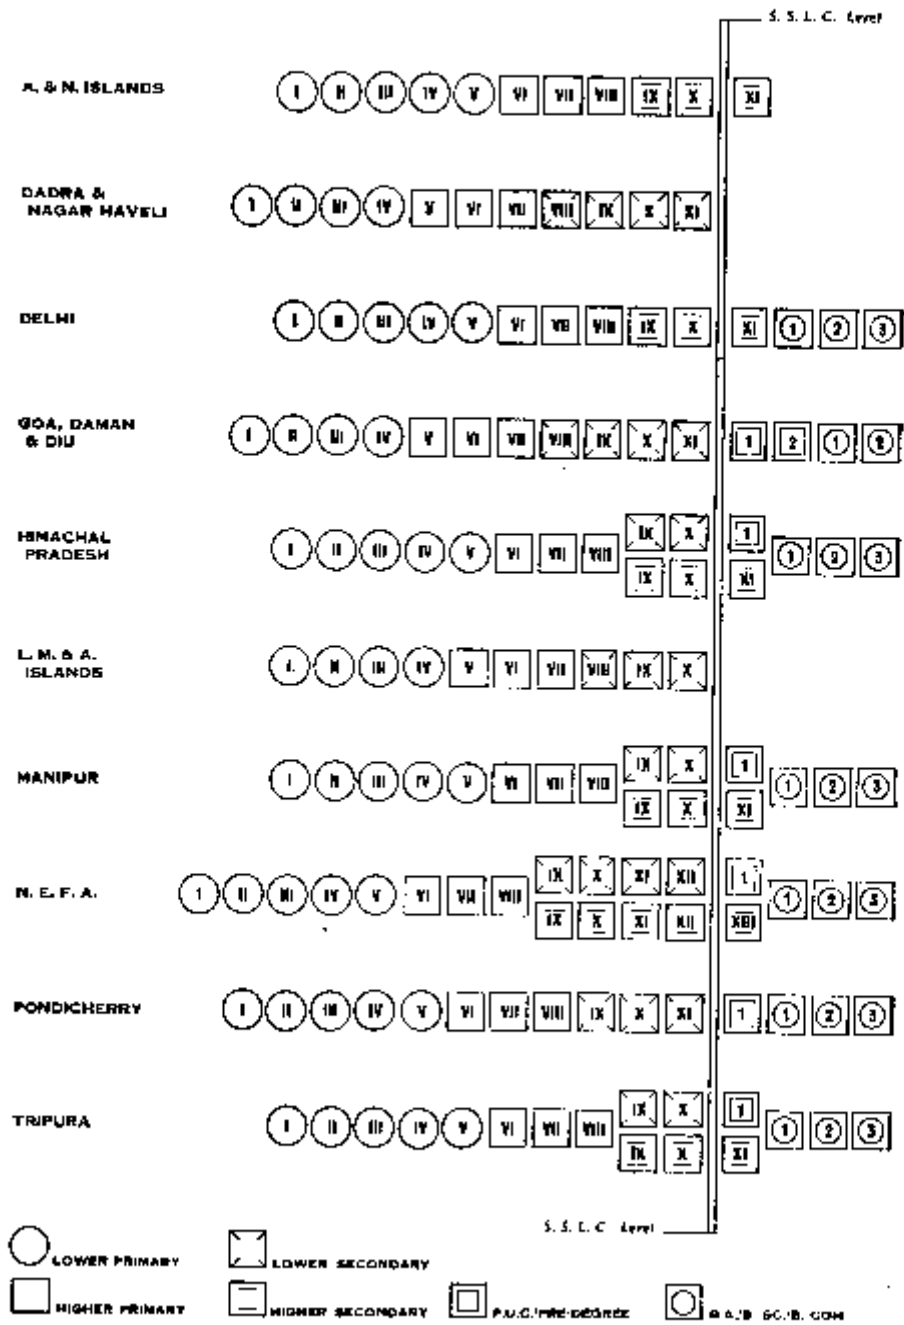 S. S. L. C. Level
A. & N. ISLANDS I II III IV V VI VII VIII IX X XI
DADRA &
NAGAR HAVELI I II III IV V VI VII VIII IX X XI
DELHI I II III IV V VI VII VIII IX X XI 1 2 3
GOA, DAMAN
& DIU I II III IV V VI VII VIII IX X XI 1 2 1 2
IX X 1
HIMACHAL
PRADESH I II III IV V VI VII VIII 1 2 3
IX X XI
L. M. & A.
ISLANDS I II III IV V VI VII VIII IX X
IX X 1
MANIPUR I II III IV V VI VII VIII 1 2 3
IX X XI
IX X XI XII 1
N. E. F. A. I II III IV V VI VII VIII 1 2 3
IX X XI XII XIII
PONDICHERRY I II III IV V VI VII VIII IX X XI 1 1 2 3
IX X 1
TRIPURA I II III IV V VI VII VIII 1 2 3
IX X XI
S. S. L. C Level
LOWER PRIMARY LOWER SECONDARY
HIGHER PRIMARY HIGHER SECONDARY P.U.C./PRE-DEGREE B.A./B. SC./B. COM